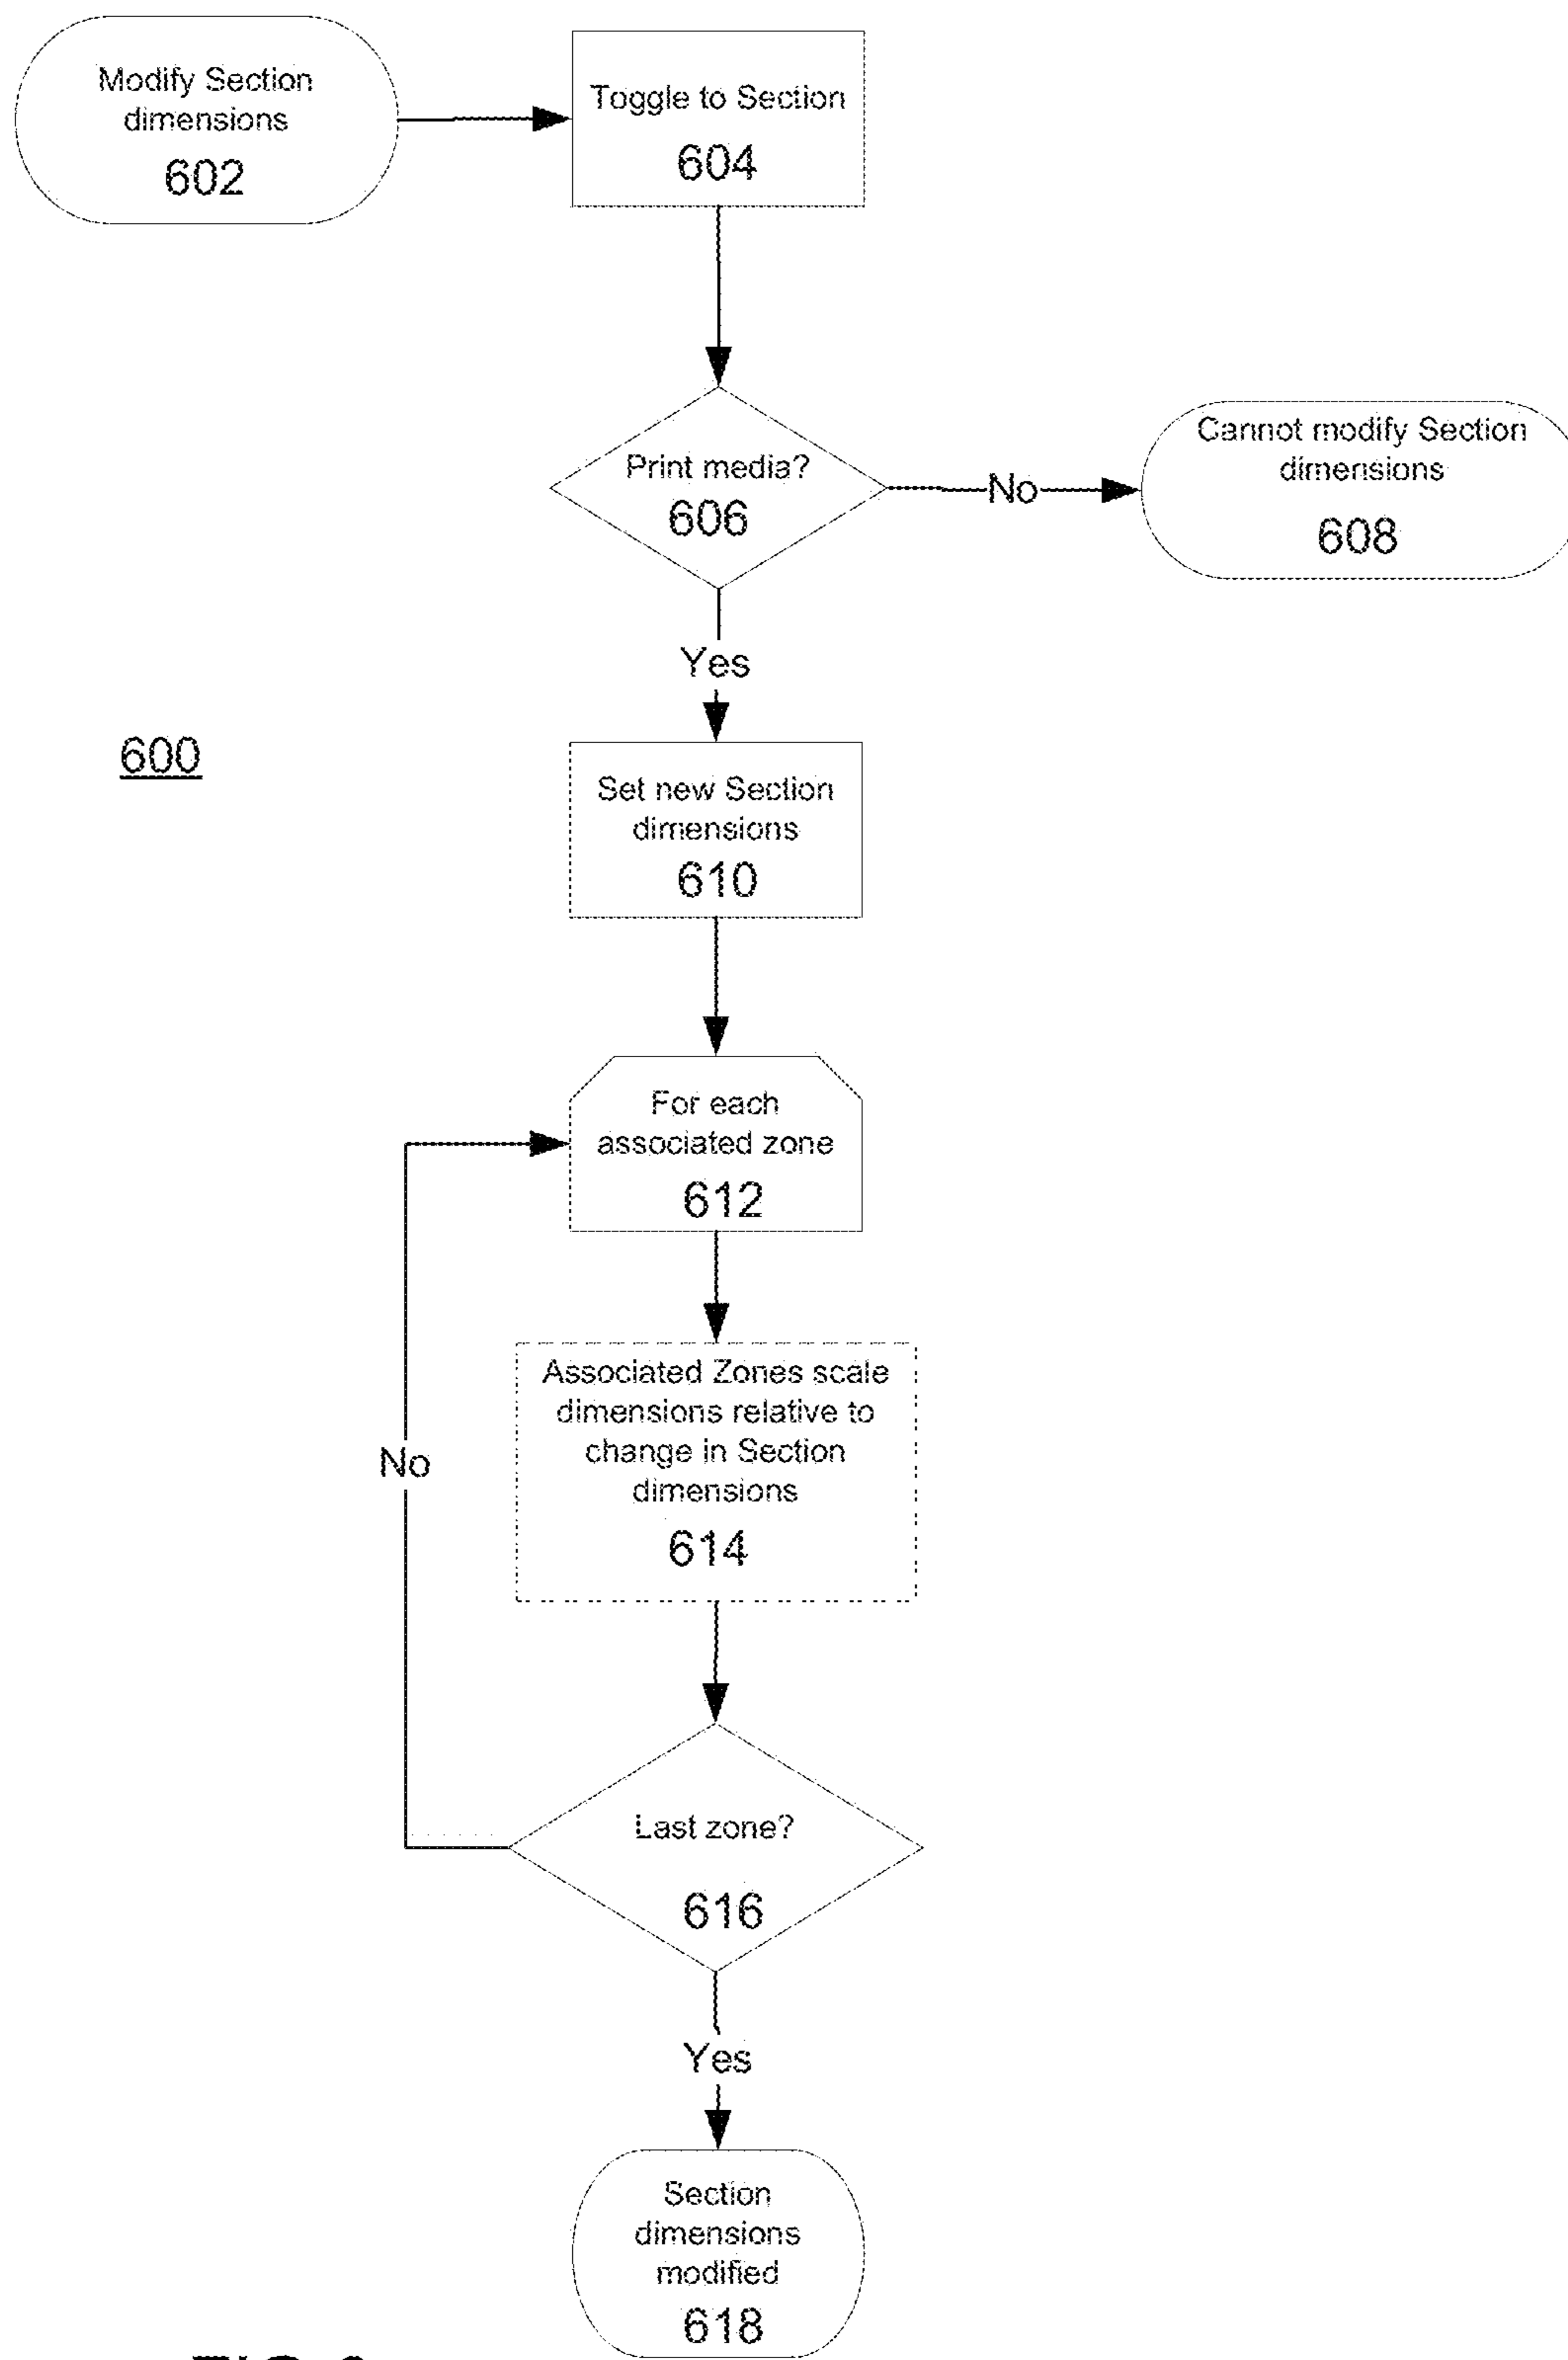 Modify Section
dimensions
602
Toggle to Section
604
Print media?
606
No
Cannot modify Section
dimensions
608
Yes
600
Set new Section
dimensions
610
For each
associated zone
612
Associated Zones scale
dimensions relative to
change in Section
dimensions
614
No
Last zone?
616
Yes
Section
dimensions
modified
618